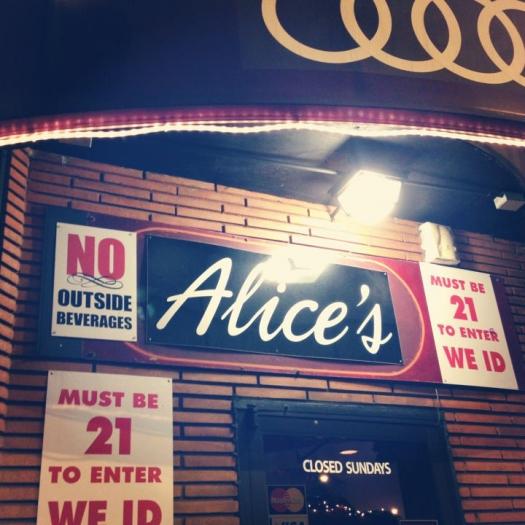 NO
OUTSIDE
BEVERAGES
Alice's
MUST BE
21
TO ENTER
WE ID
MUST BE
21
TO ENTER
WE ID
CLOSED SUNDAYS
MasterCard